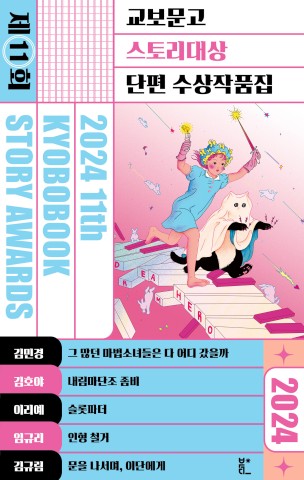 제11회
교보문고
스토리대상
단편 수상작품집
2024 11th
KYOBOBOOK
STORY AWARDS
DREAM
HERO
김민경 그 많던 마법소녀들은 다 어디 갔을까
김호야 내림마단조 좀비
이리예 슬롯파더
임규리 인형 철거
김규림 문을 나서며, 이단에게
2024